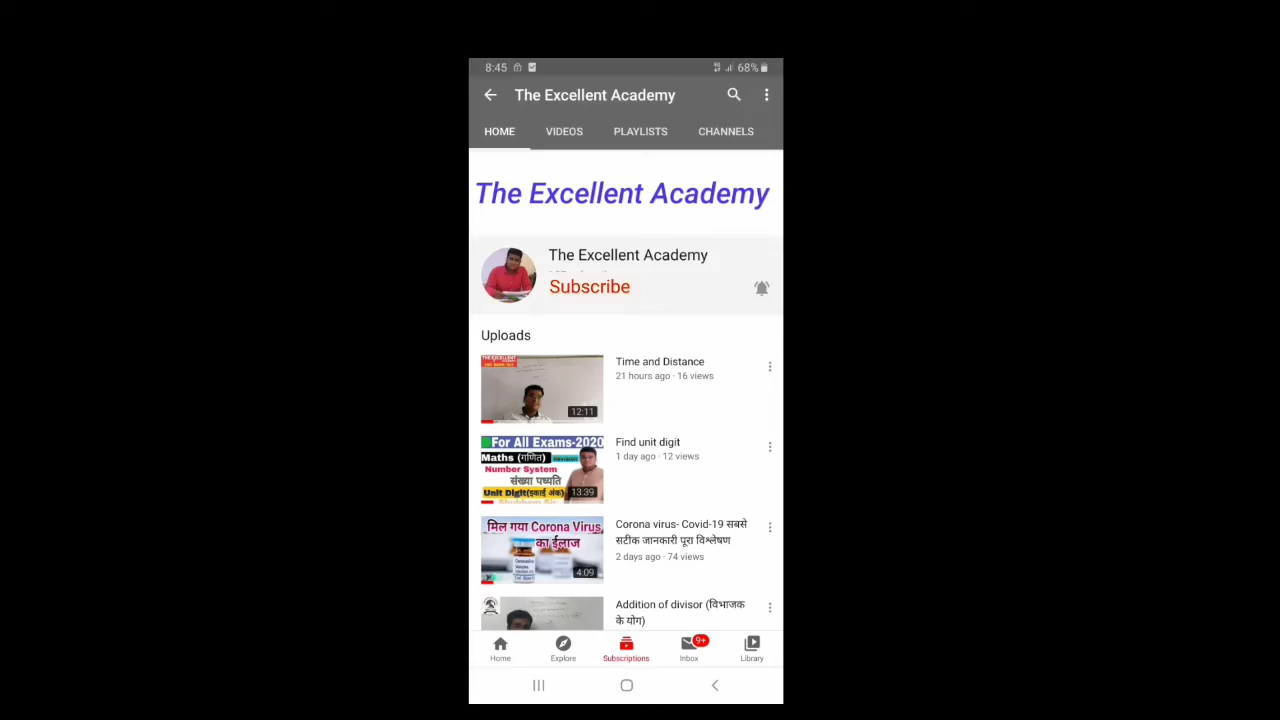 8:45 68%
The Excellent Academy
HOME VIDEOS PLAYLISTS CHANNELS
The Excellent Academy
The Excellent Academy
Subscribe
Uploads
Time and Distance
21 hours ago · 16 views
12:11
For All Exams-2020
Maths (गणित)
Number System
संख्या पध्यति
Unit Digit(इकाई अंक)
13:39
Find unit digit
1 day ago · 12 views
मिल गया Corona Virus
का ईलाज
4:09
Corona virus- Covid-19 सबसे
सटीक जानकारी पूरा विश्लेषण
2 days ago · 74 views
Addition of divisor (विभाजक
के योग)
9+
Home Explore Subscriptions Inbox Library